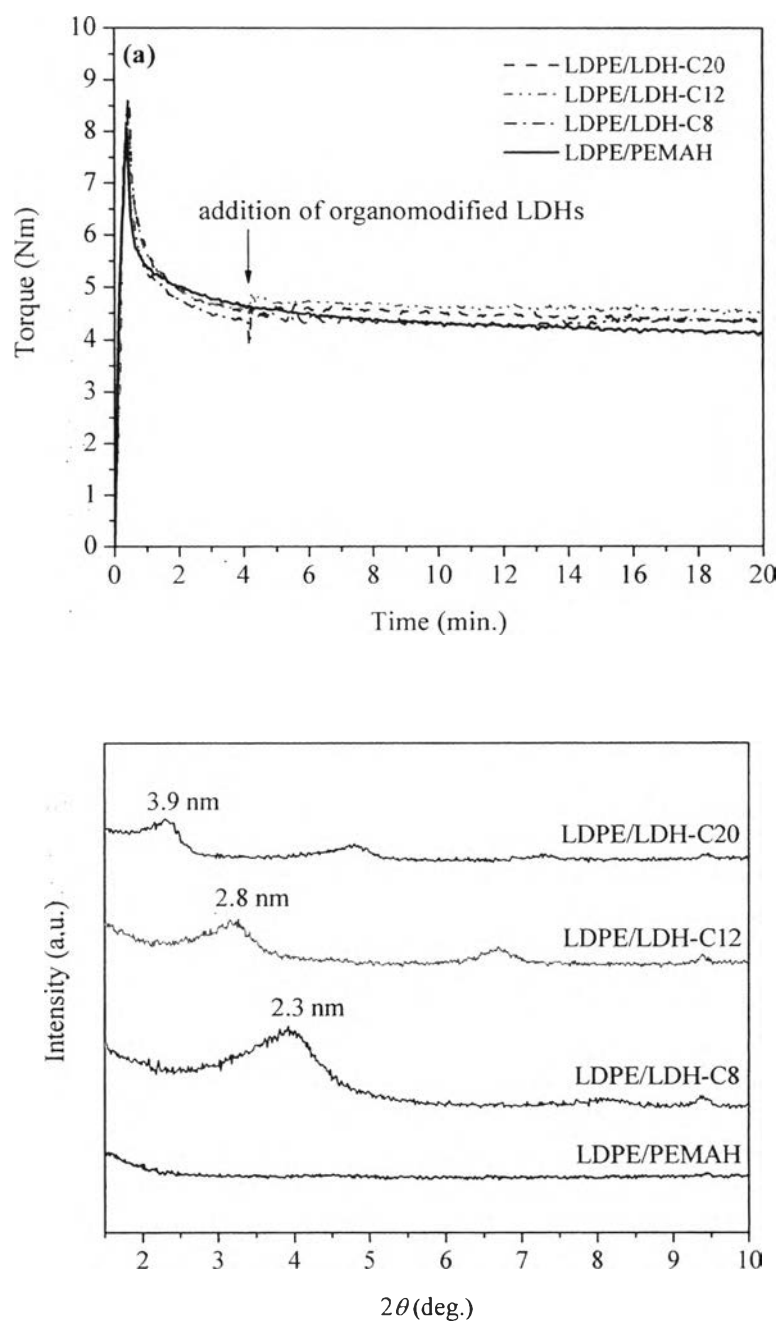 (a)
LDPE/LDH-C20
LDPE/LDH-C12
LDPE/LDH-C8
LDPE/PEMAH
addition of organomodified LDHs
Torque (Nm)
10
9
8
7
6
5
4
3
2
1
0
0 2 4 6 8 10 12 14 16 18 20
Time (min.)
3.9 nm
LDPE/LDH-C20
2.8 nm
LDPE/LDH-C12
2.3 nm
LDPE/LDH-C8
LDPE/PEMAH
Intensity (a.u.)
2 3 4 5 6 7 8 9 10
2θ (deg.)